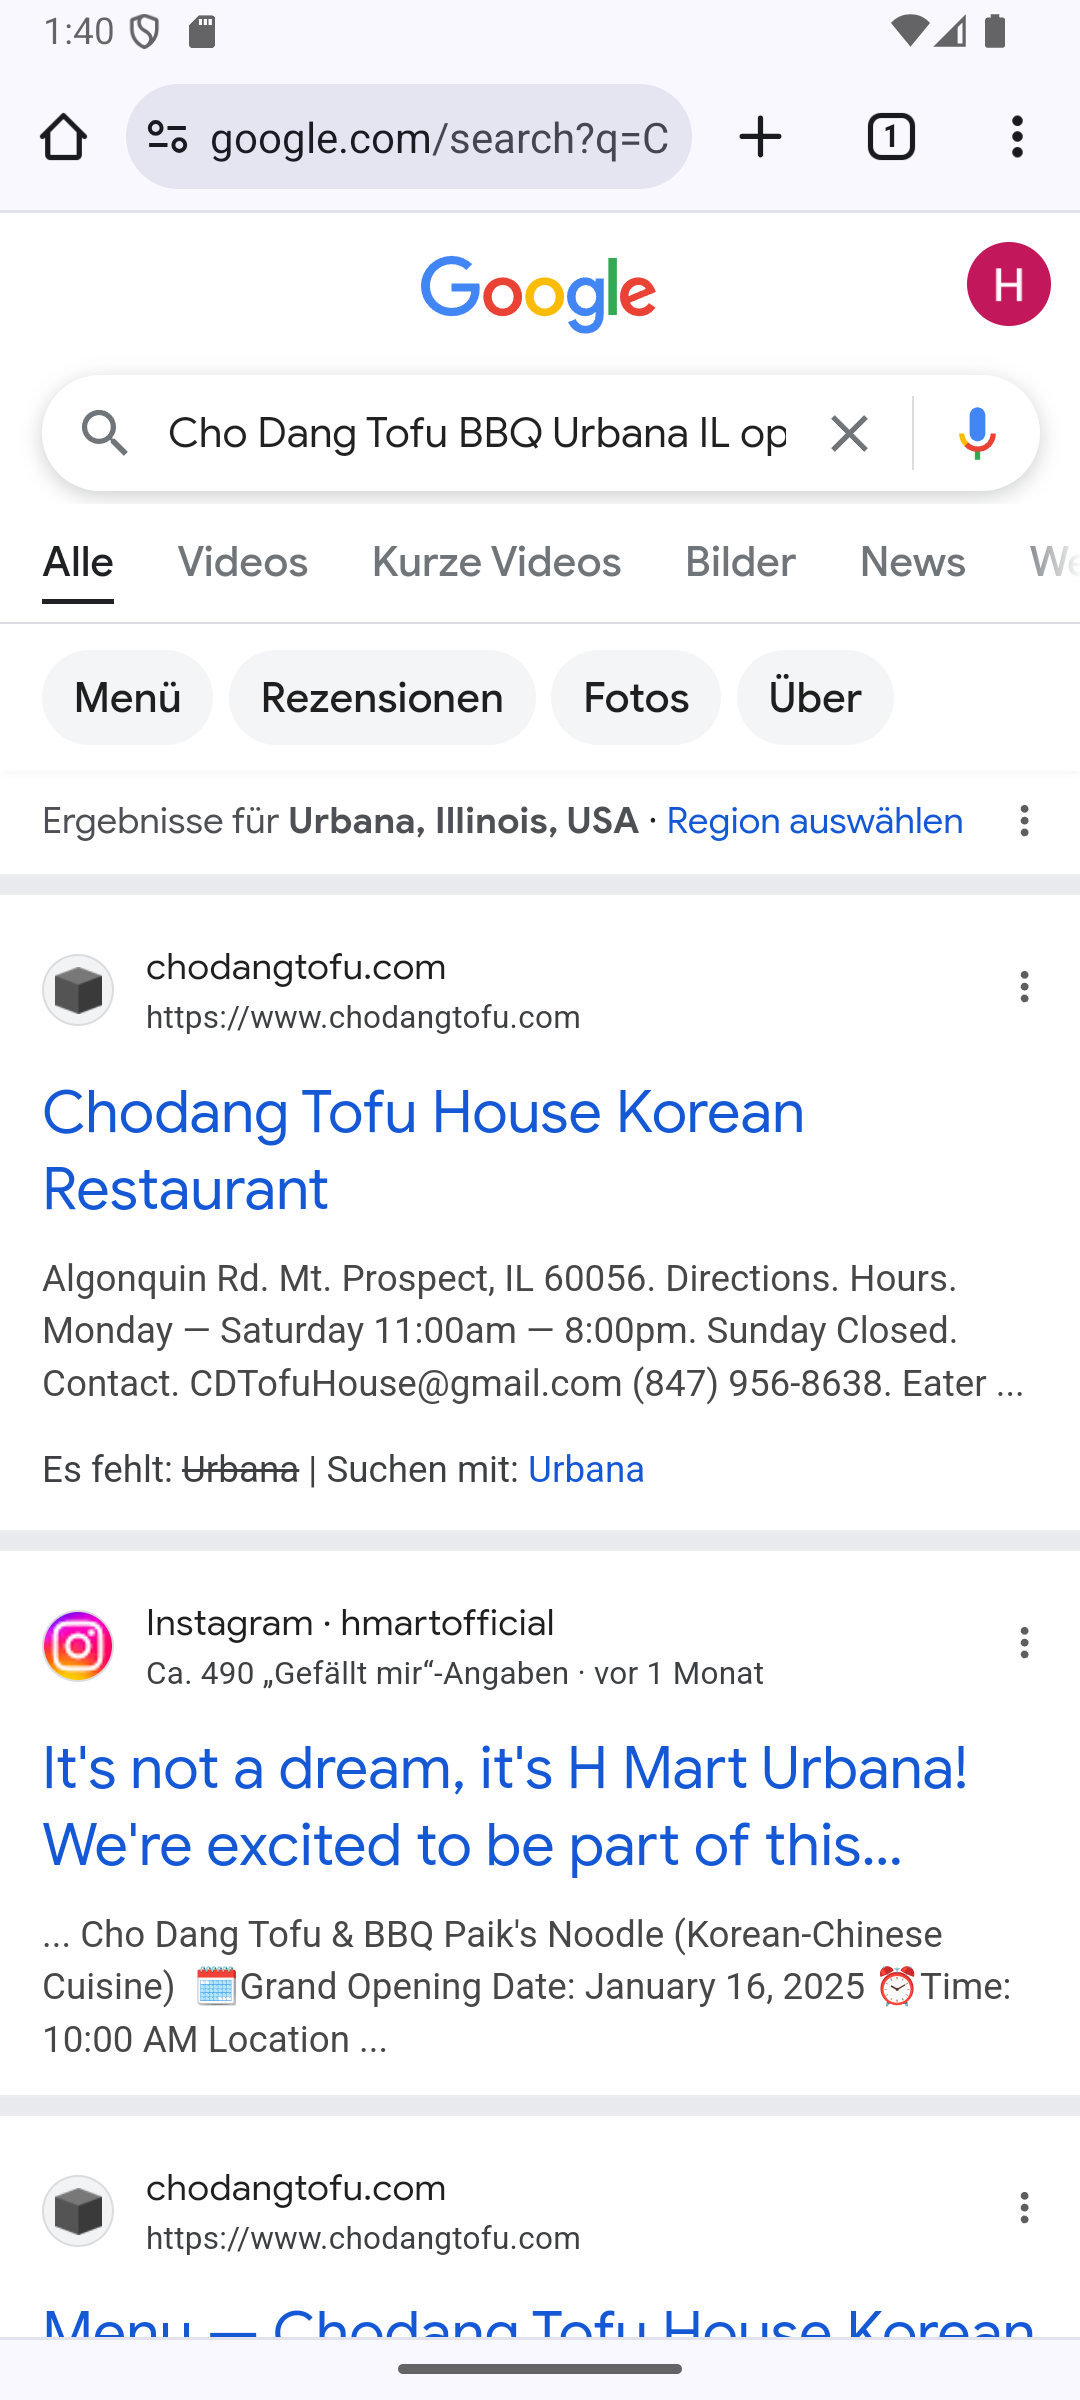 1:40
google.com/search?q=C
1
Google
H
Cho Dang Tofu BBQ Urbana IL op
Alle Videos Kurze Videos Bilder News We
Menü Rezensionen Fotos Über
Ergebnisse für Urbana, Illinois, USA · Region auswählen
chodangtofu.com
https://www.chodangtofu.com
Chodang Tofu House Korean
Restaurant
Algonquin Rd. Mt. Prospect, IL 60056. Directions. Hours.
Monday — Saturday 11:00am — 8:00pm. Sunday Closed.
Contact. CDTofuHouse@gmail.com (847) 956-8638. Eater ...
Es fehlt: Urbana | Suchen mit: Urbana
Instagram · hmartofficial
Ca. 490 „Gefällt mir“-Angaben · vor 1 Monat
It's not a dream, it's H Mart Urbana!
We're excited to be part of this...
... Cho Dang Tofu & BBQ Paik's Noodle (Korean-Chinese
Cuisine) 🗓️Grand Opening Date: January 16, 2025 ⏰Time:
10:00 AM Location ...
chodangtofu.com
https://www.chodangtofu.com
Menu — Chodang Tofu House Korean